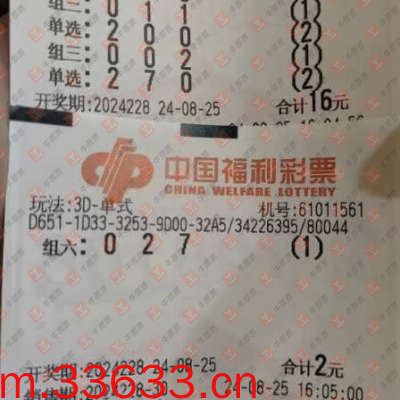 组三: 0 1 1 (1)
单选: 2 0 0 (2)
组三: 0 0 2 (1)
单选: 2 7 0 (2)
开奖期:2024228 24-08-25 合计16元
中国福利彩票
CHINA WELFARE LOTTERY
玩法:3D-单式 机号:61011561
D651-1D33-3253-9D00-32A5/34226395/80044
组六: 0 2 7 (1)
开奖期:2024228 24-08-25 合计2元
m.33633.cn
24-08-25 16:05:00